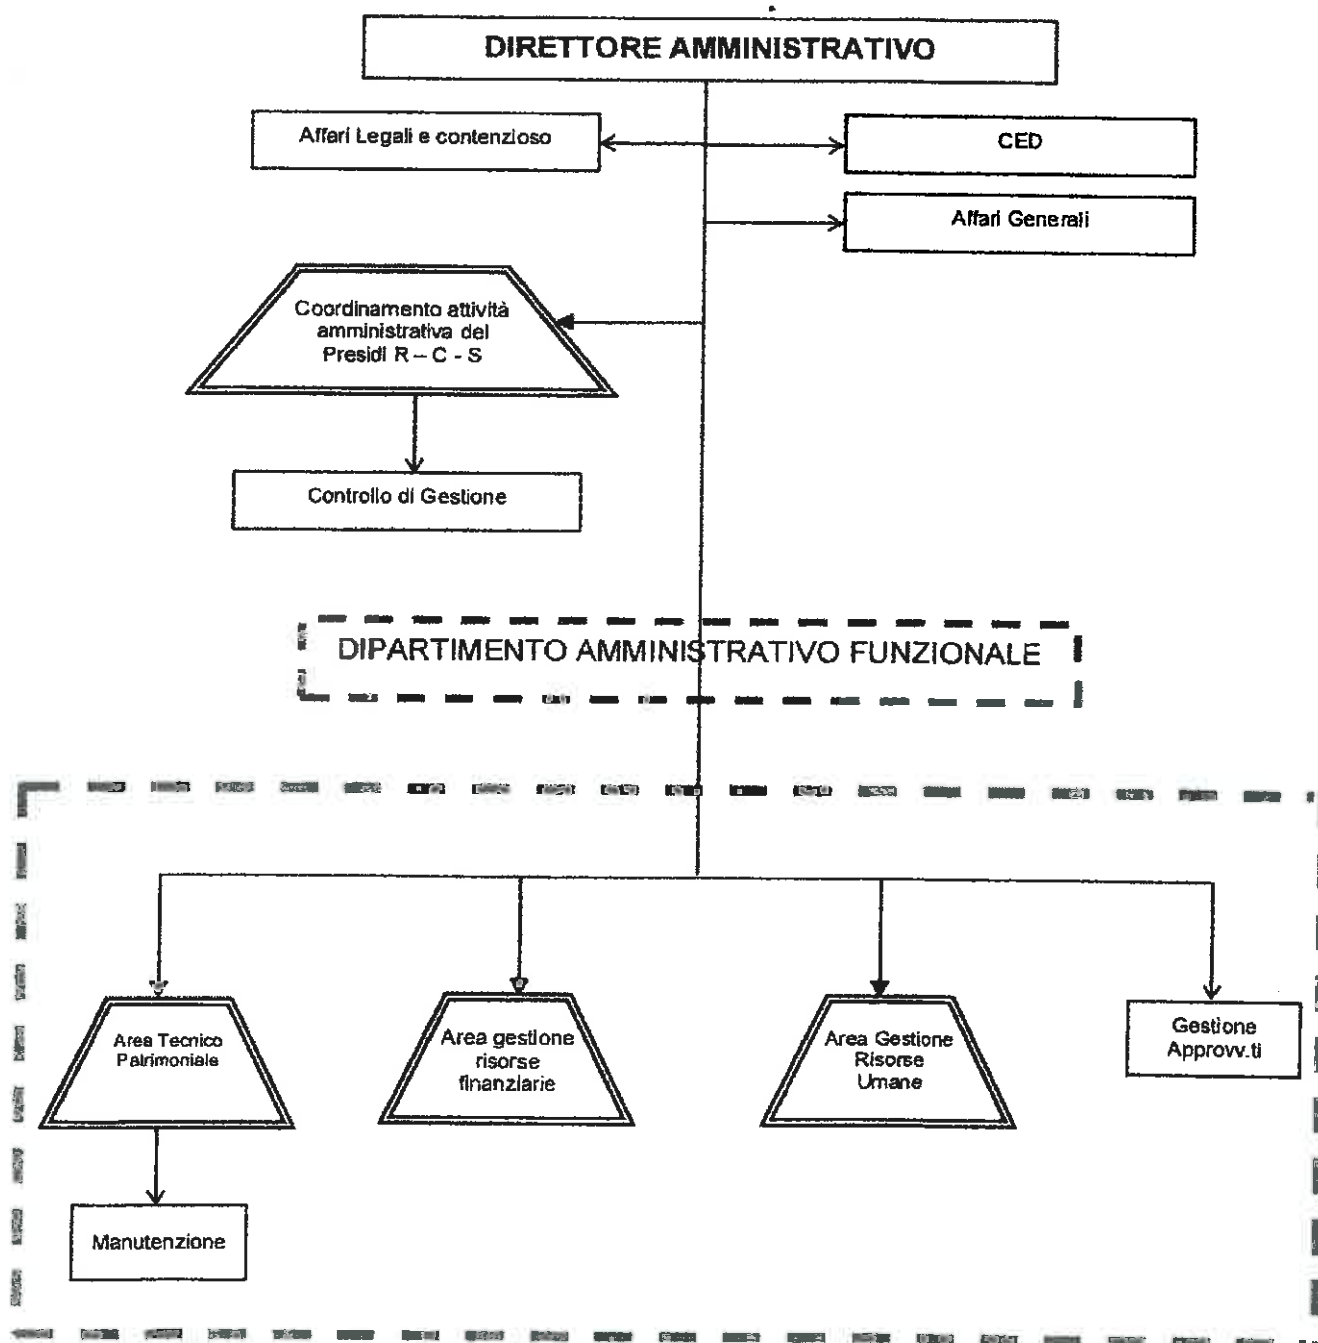 DIRETTORE AMMINISTRATIVO
Affari Legali e contenzioso
CED
Affari Generali
Coordinamento attività
amministrativa dei
Presidi R – C - S
Controllo di Gestione
DIPARTIMENTO AMMINISTRATIVO FUNZIONALE
Area Tecnico
Patrimoniale
Area gestione
risorse
finanziarie
Area Gestione
Risorse
Umane
Gestione
Approvv.ti
Manutenzione